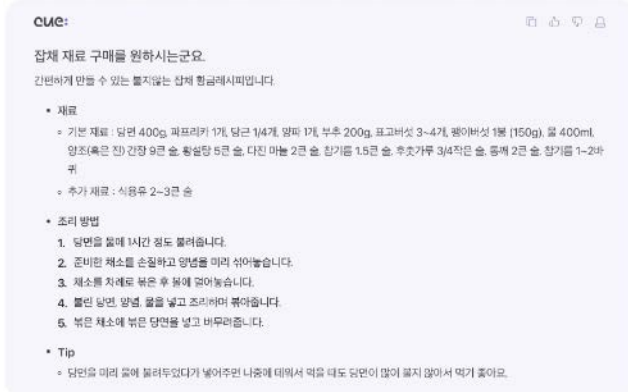 cue:
잡채 재료 구매를 원하시는군요.
간편하게 만들 수 있는 불지않는 잡채 황금레시피입니다.
• 재료
◦ 기본 재료 : 당면 400g, 파프리카 1개, 당근 1/4개, 양파 1개, 부추 200g, 표고버섯 3~4개, 팽이버섯 1봉 (150g), 물 400ml,
양조(혹은 진) 간장 9큰 술, 황설탕 5큰 술, 다진 마늘 2큰 술, 참기름 1.5큰 술, 후춧가루 3/4작은 술, 통깨 2큰 술, 참기름 1~2바
퀴
◦ 추가 재료 : 식용유 2~3큰 술
• 조리 방법
1. 당면을 물에 1시간 정도 불려줍니다.
2. 준비한 채소를 손질하고 양념을 미리 섞어놓습니다.
3. 채소를 차례로 볶은 후 볼에 덜어놓습니다.
4. 불린 당면, 양념, 물을 넣고 조리하며 볶아줍니다.
5. 볶은 채소에 볶은 당면을 넣고 버무려줍니다.
• Tip
◦ 당면을 미리 물에 불려두었다가 넣어주면 나중에 데워서 먹을 때도 당면이 많이 불지 않아서 먹기 좋아요.